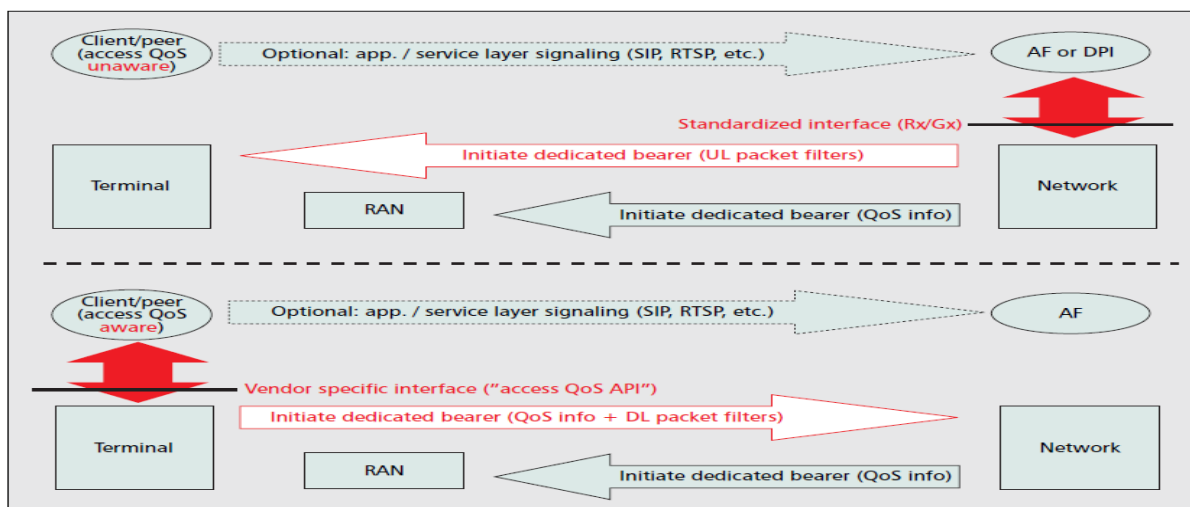 Client/peer
(access QoS
unaware)
Optional: app. / service layer signaling (SIP, RTSP, etc.)
AF or DPI
Standardized interface (Rx/Gx)
Initiate dedicated bearer (UL packet filters)
Terminal
RAN
Initiate dedicated bearer (QoS info)
Network
Client/peer
(access QoS
aware)
Optional: app. / service layer signaling (SIP, RTSP, etc.)
AF
Vendor specific interface (”access QoS API”)
Initiate dedicated bearer (QoS info + DL packet filters)
Terminal
RAN
Initiate dedicated bearer (QoS info)
Network